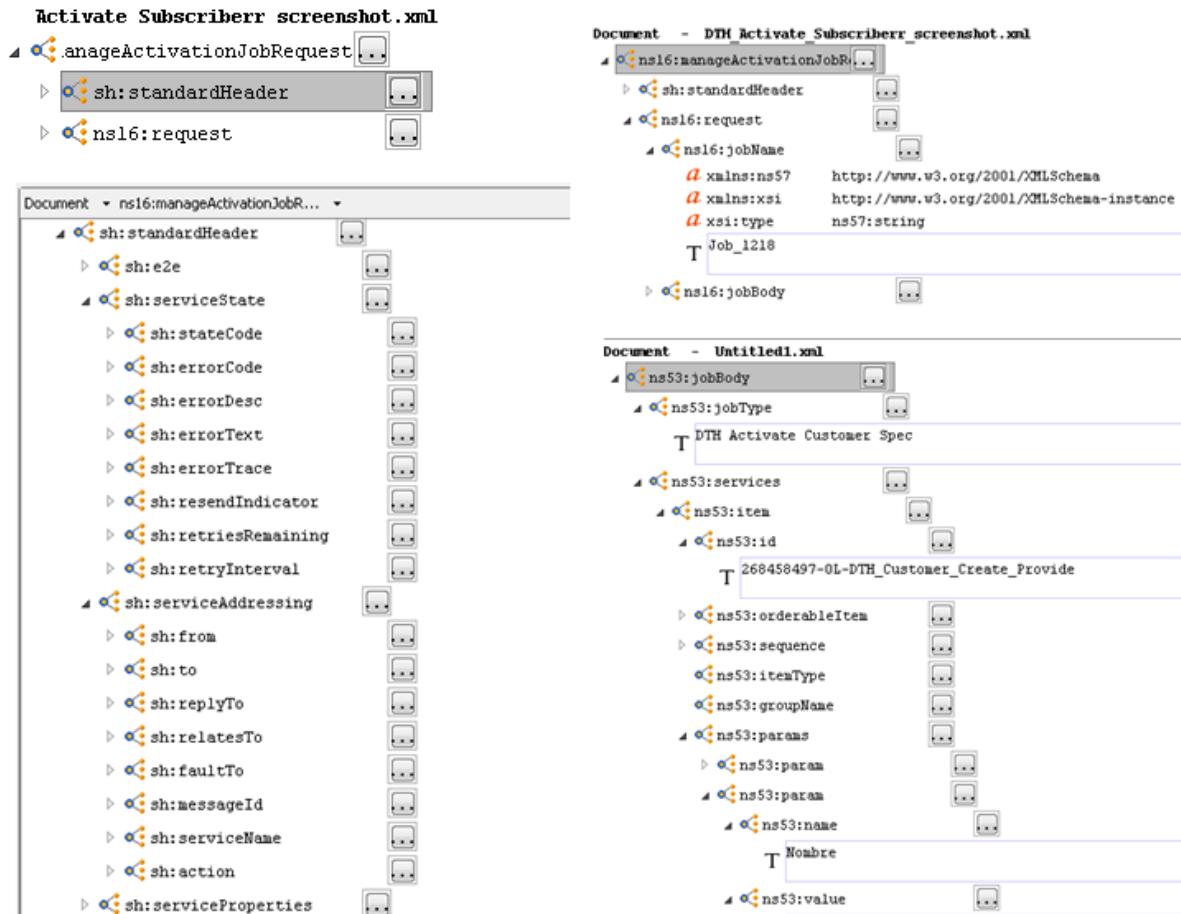 Activate Subscriberr screenshot.xml
anageActivationJobRequest ...
sh:standardHeader ...
ns16:request ...
Document ns16:manageActivationJobR...
sh:standardHeader ...
sh:e2e ...
sh:serviceState ...
sh:stateCode ...
sh:errorCode ...
sh:errorDesc ...
sh:errorText ...
sh:errorTrace ...
sh:resendIndicator ...
sh:retriesRemaining ...
sh:retryInterval ...
sh:serviceAddressing ...
sh:from ...
sh:to ...
sh:replyTo ...
sh:relatesTo ...
sh:faultTo ...
sh:messageId ...
sh:serviceName ...
sh:action ...
sh:serviceProperties ...
Document - DTH_Activate_Subscriberr_screenshot.xml
ns16:manageActivationJobR ...
sh:standardHeader ...
ns16:request ...
ns16:jobName ...
a xmlns:ns57 http://www.w3.org/2001/XMLSchema
a xmlns:xsi http://www.w3.org/2001/XMLSchema-instance
a xsi:type ns57:string
T Job_1218
ns16:jobBody ...
Document - Untitled1.xml
ns53:jobBody ...
ns53:jobType ...
T DTH Activate Customer Spec
ns53:services ...
ns53:item ...
ns53:id ...
T 268458497-0L-DTH_Customer_Create_Provide
ns53:orderableItem ...
ns53:sequence ...
ns53:itemType ...
ns53:groupName ...
ns53:params ...
ns53:param ...
ns53:param ...
ns53:name ...
T Nombre
ns53:value ...